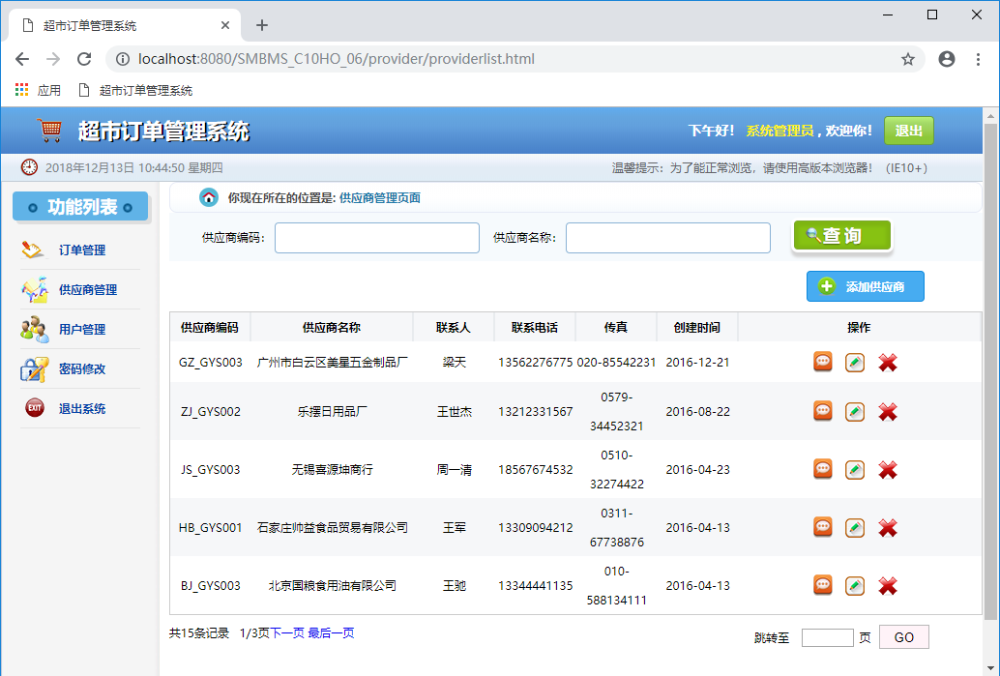 超市订单管理系统
localhost:8080/SMBMS_C10HO_06/provider/providerlist.html
应用 超市订单管理系统
超市订单管理系统 下午好! 系统管理员，欢迎你! 退出
2018年12月13日 10:44:50 星期四 温馨提示：为了能正常浏览，请使用高版本浏览器！（IE10+）
功能列表
订单管理
供应商管理
用户管理
密码修改
EXIT 退出系统
你现在所在的位置是: 供应商管理页面
供应商编码： 供应商名称： 查 询
添加供应商
供应商编码 供应商名称 联系人 联系电话 传真 创建时间 操作
GZ_GYS003 广州市白云区美星五金制品厂 梁天 13562276775 020-85542231 2016-12-21
ZJ_GYS002 乐摆日用品厂 王世杰 13212331567 0579-
34452321 2016-08-22
JS_GYS003 无锡喜源坤商行 周一清 18567674532 0510-
32274422 2016-04-23
HB_GYS001 石家庄帅益食品贸易有限公司 王军 13309094212 0311-
67738876 2016-04-13
BJ_GYS003 北京国粮食用油有限公司 王驰 13344441135 010-
588134111 2016-04-13
共15条记录 1/3页下一页 最后一页
跳转至 页 GO